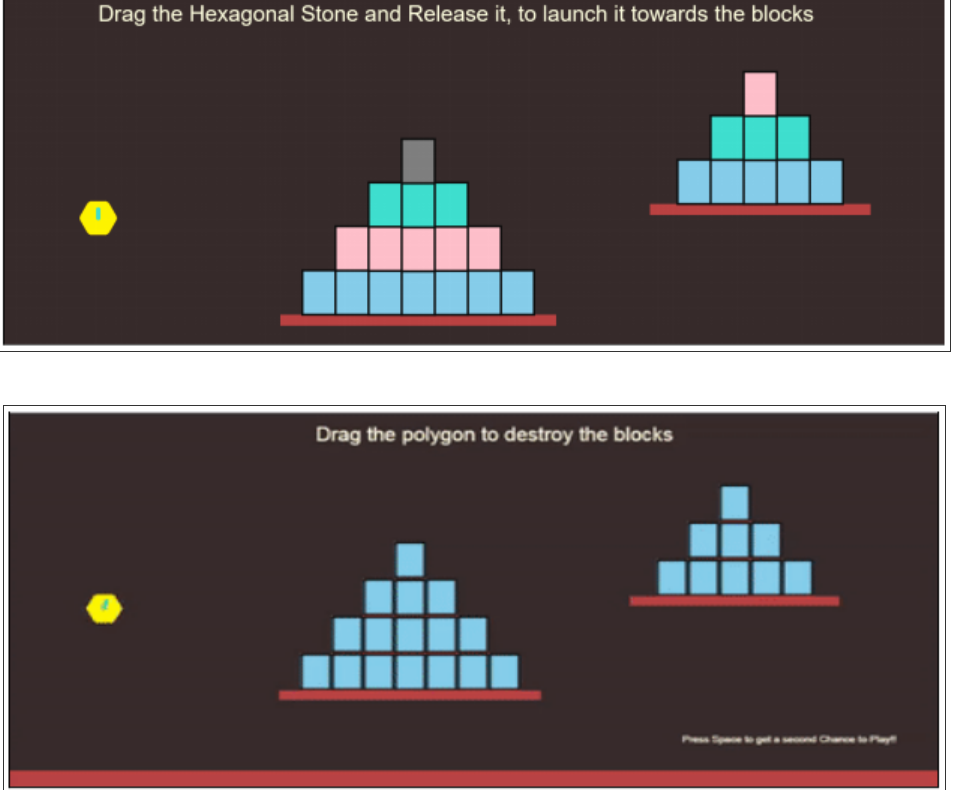 Drag the Hexagonal Stone and Release it, to launch it towards the blocks
Drag the polygon to destroy the blocks
Press Space to get a second Chance to Play!!